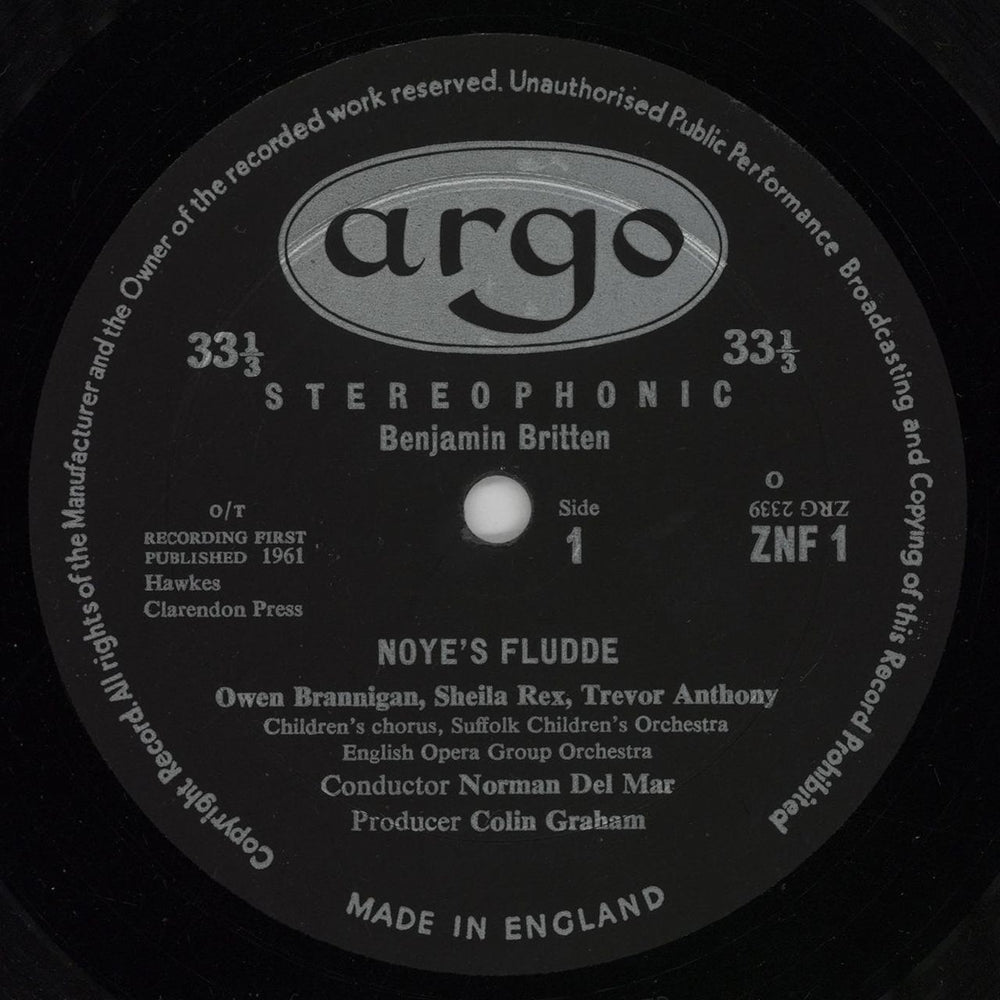 Copyright Record. All rights of the Manufacturer and the Owner of the recorded work reserved. Unauthorised Public Performance Broadcasting and Copying of this Record Prohibited
argo
33⅓ 33⅓
STEREOPHONIC
Benjamin Britten
O/T
RECORDING FIRST
PUBLISHED 1961
Hawkes
Clarendon Press
Side
1
O
ZRG 2339
ZNF 1
NOYE'S FLUDDE
Owen Brannigan, Sheila Rex, Trevor Anthony
Children's chorus, Suffolk Children's Orchestra
English Opera Group Orchestra
Conductor Norman Del Mar
Producer Colin Graham
MADE IN ENGLAND